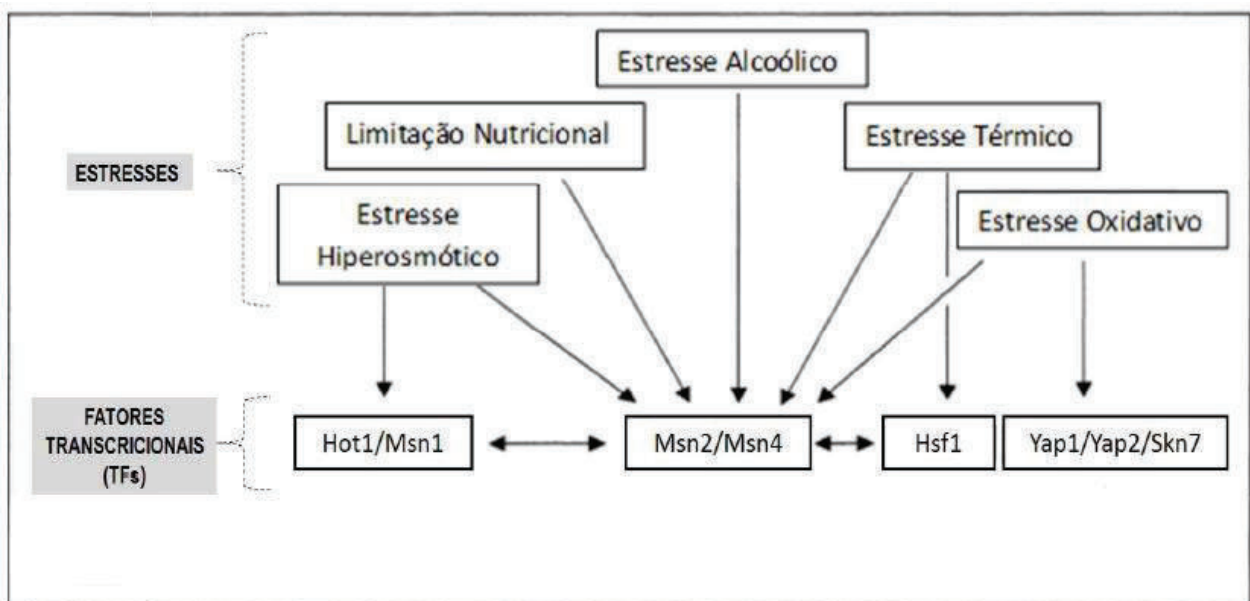 Estresse Alcoólico
Limitação Nutricional
Estresse Térmico
ESTRESSES
Estresse
Hiperosmótico
Estresse Oxidativo
FATORES
TRANSCRICIONAIS
(TFs)
Hot1/Msn1
Msn2/Msn4
Hsf1
Yap1/Yap2/Skn7